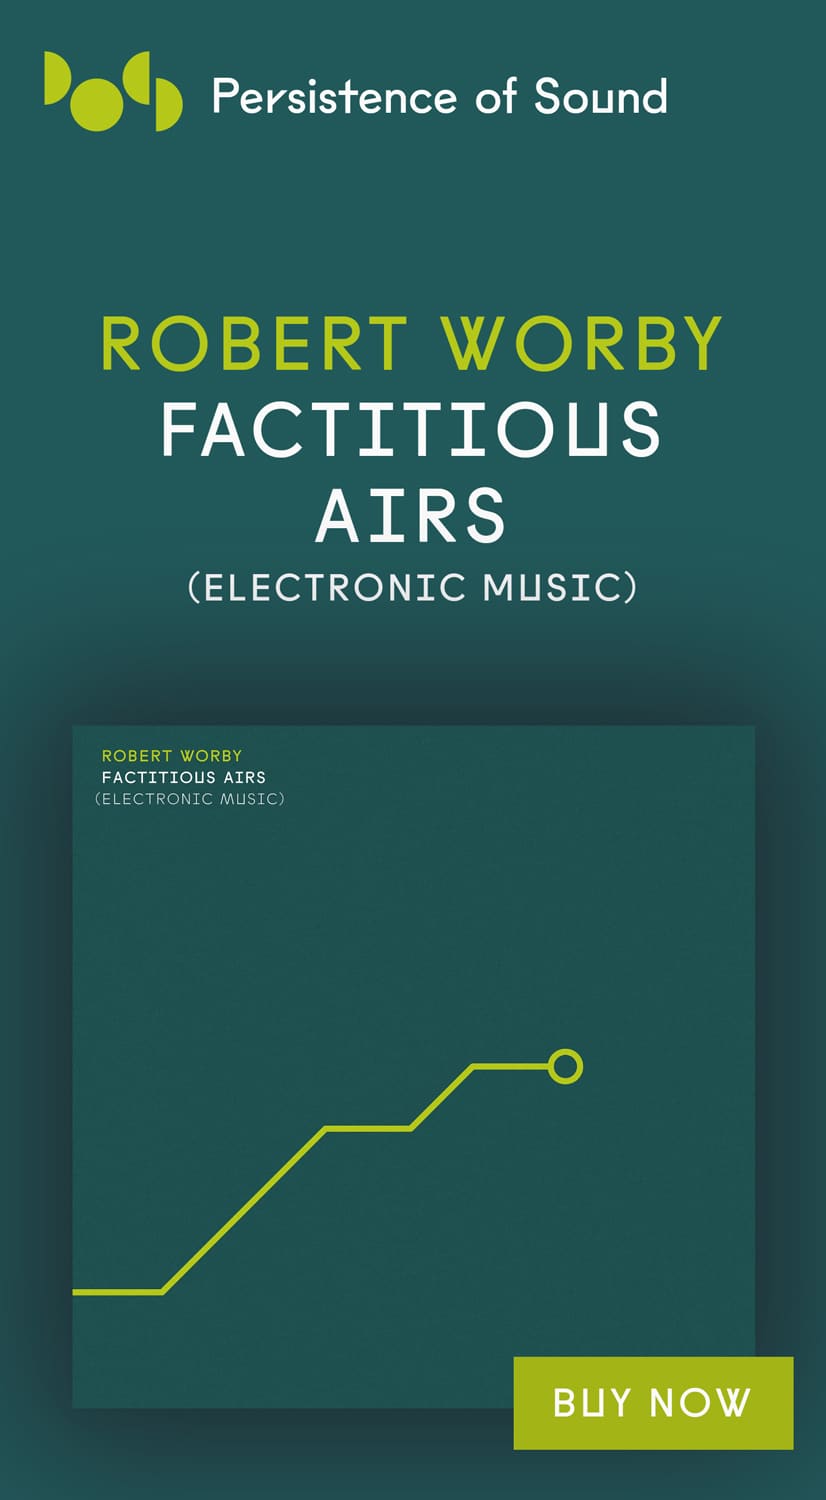 Persistence of Sound
ROBERT WORBY
FACTITIOUS
AIRS
(ELECTRONIC MUSIC)
ROBERT WORBY
FACTITIOUS AIRS
(ELECTRONIC MUSIC)
BUY NOW